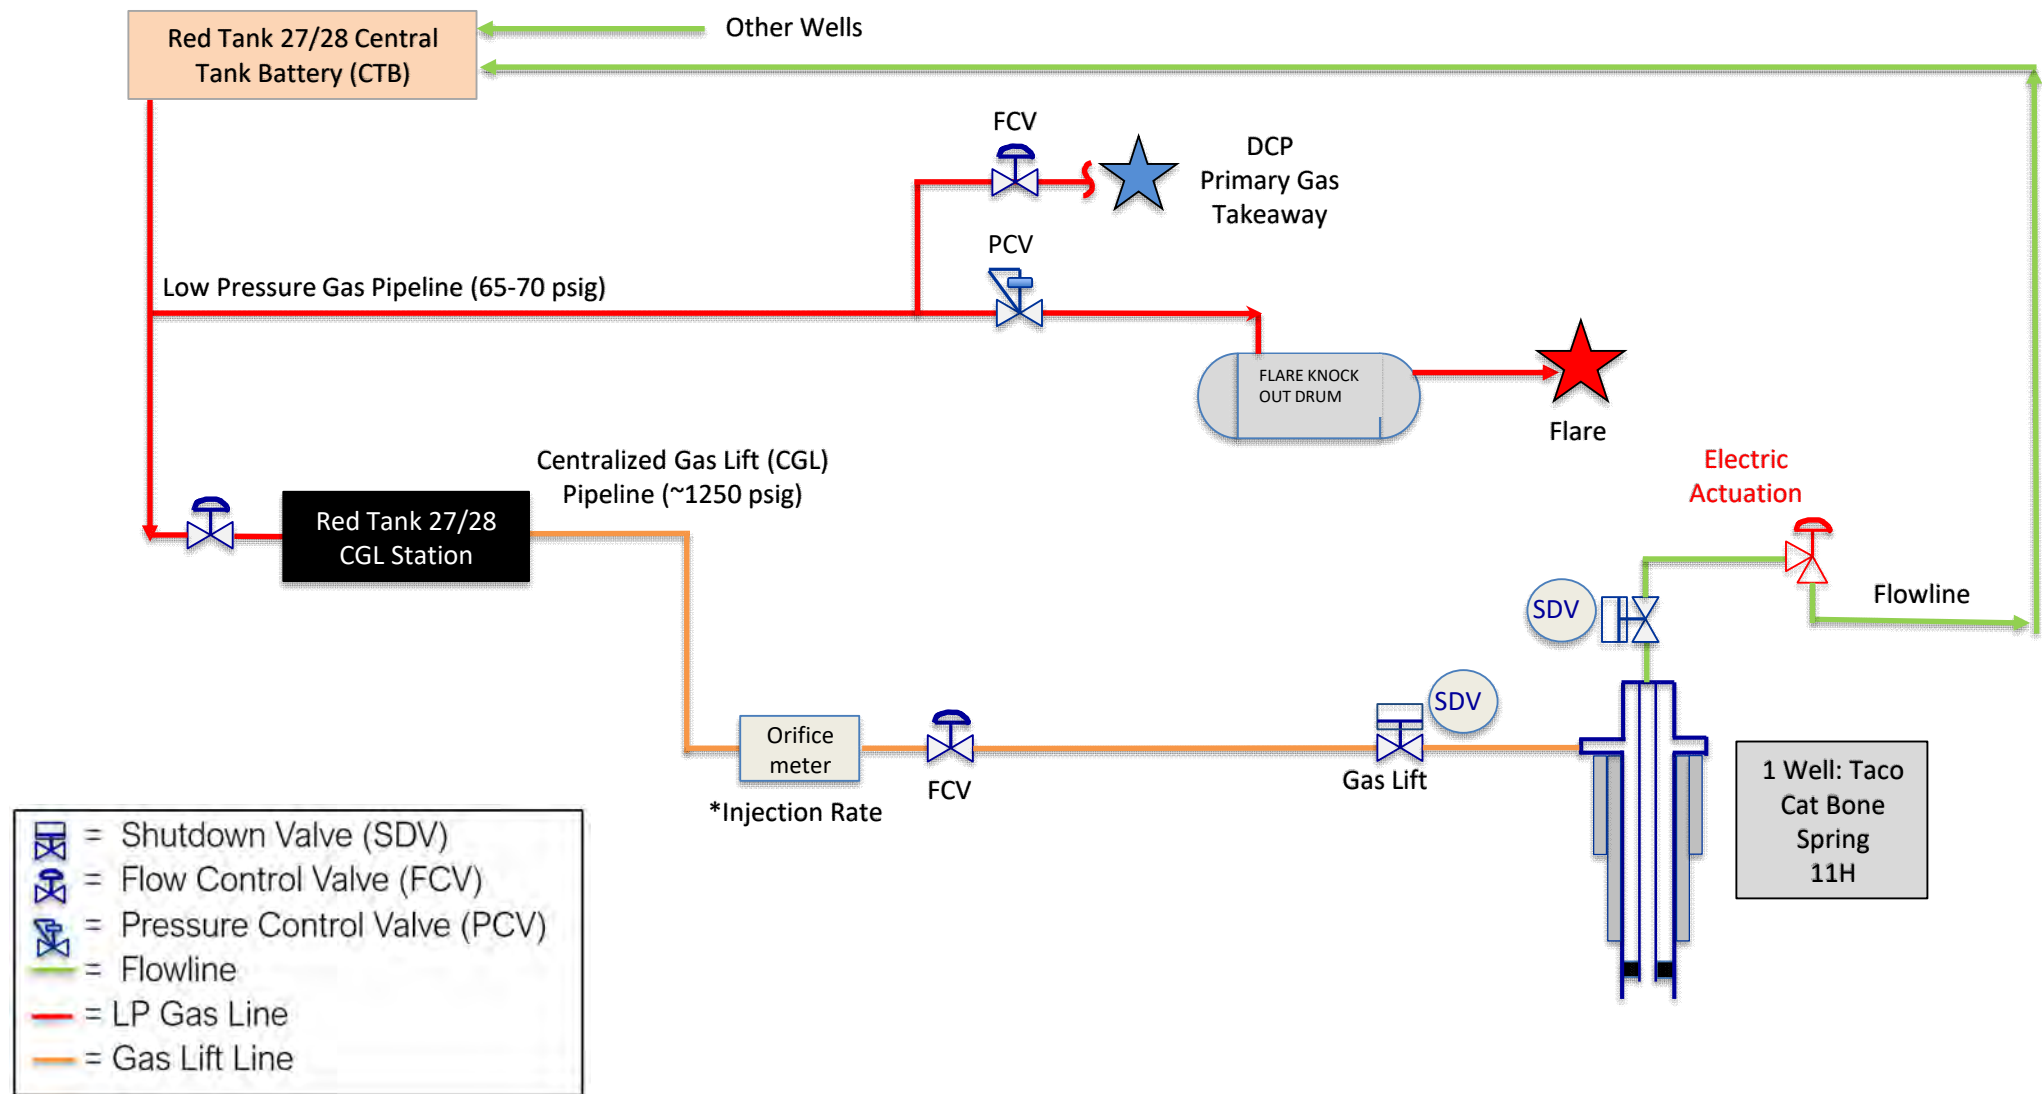 Red Tank 27/28 Central
Tank Battery (CTB)
Other Wells
FCV
DCP
Primary Gas
Takeaway
PCV
Low Pressure Gas Pipeline (65-70 psig)
FLARE KNOCK
OUT DRUM
Flare
Centralized Gas Lift (CGL)
Pipeline (~1250 psig)
Electric
Actuation
Red Tank 27/28
CGL Station
SDV
Flowline
SDV
Orifice
meter
Gas Lift
FCV
*Injection Rate
1 Well: Taco
Cat Bone
Spring
11H
= Shutdown Valve (SDV)
= Flow Control Valve (FCV)
= Pressure Control Valve (PCV)
= Flowline
= LP Gas Line
= Gas Lift Line